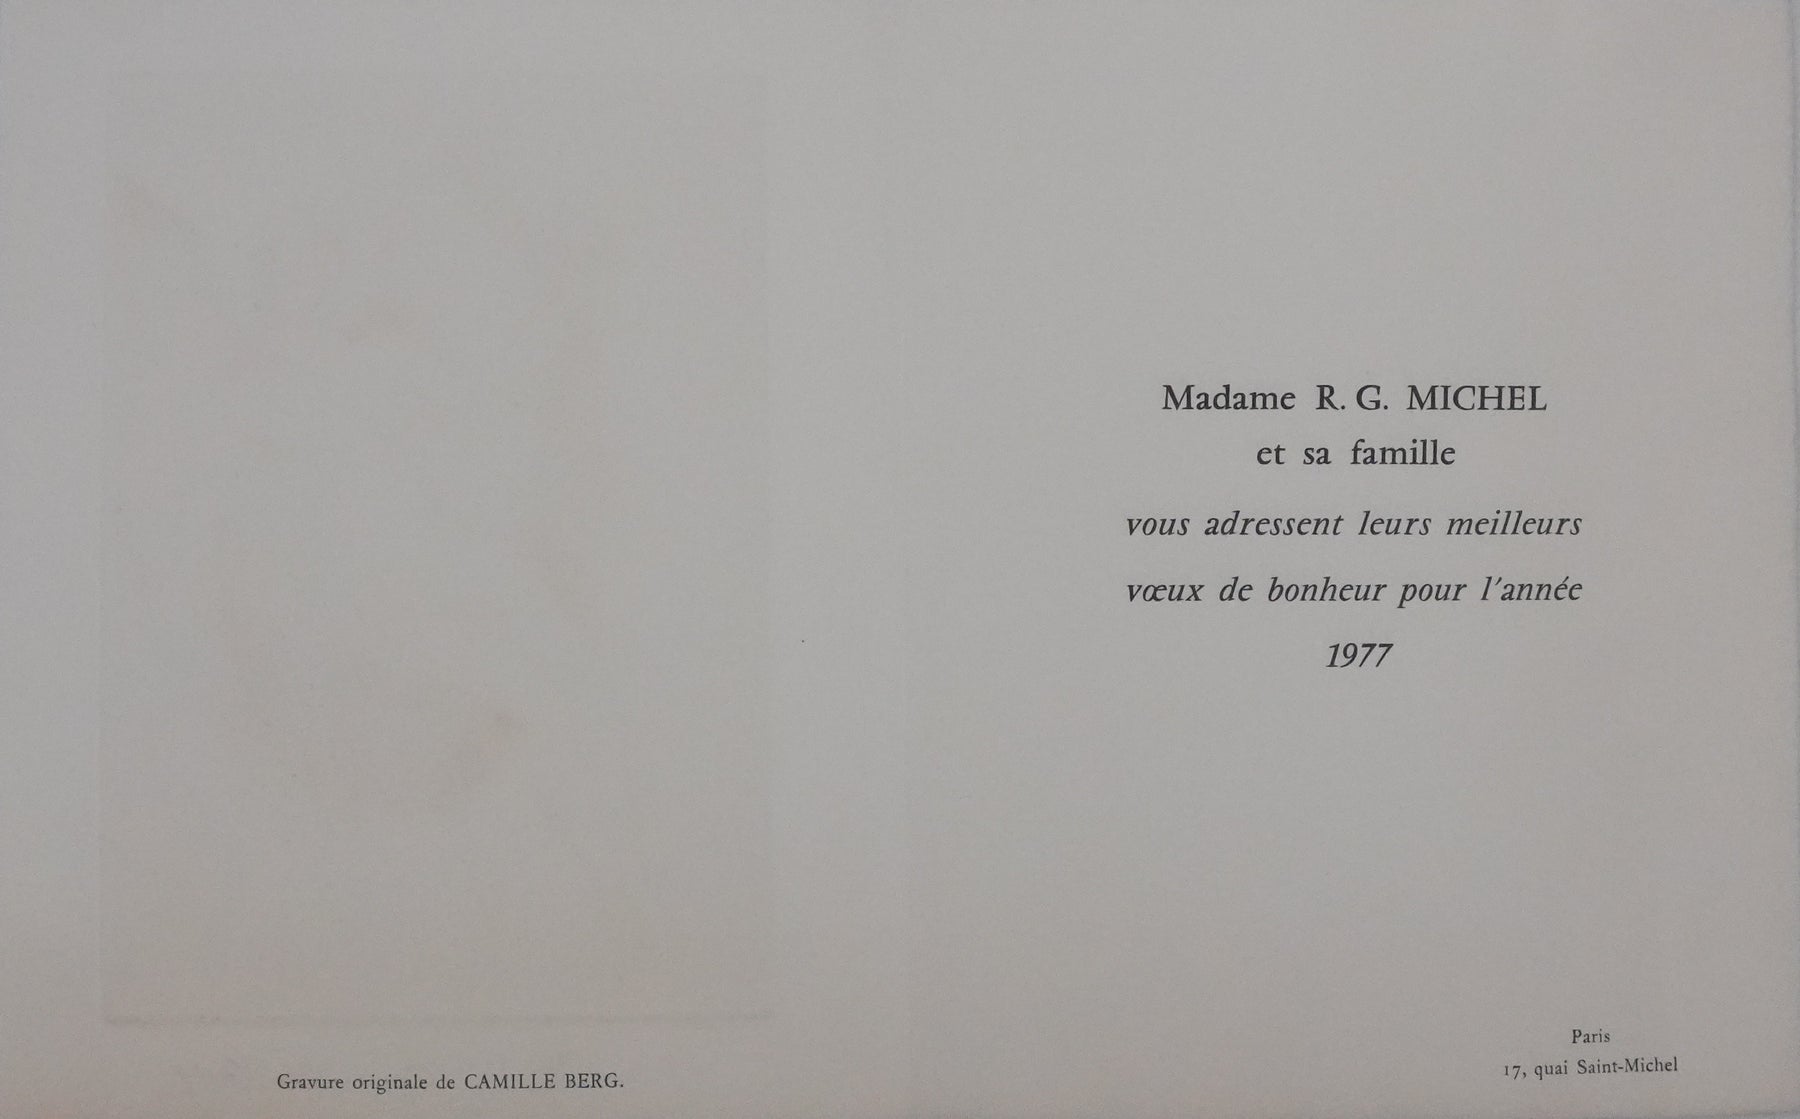 Madame R. G. MICHEL
et sa famille
vous adressent leurs meilleurs
vœux de bonheur pour l'année
1977
Gravure originale de CAMILLE BERG.
Paris
17, quai Saint-Michel